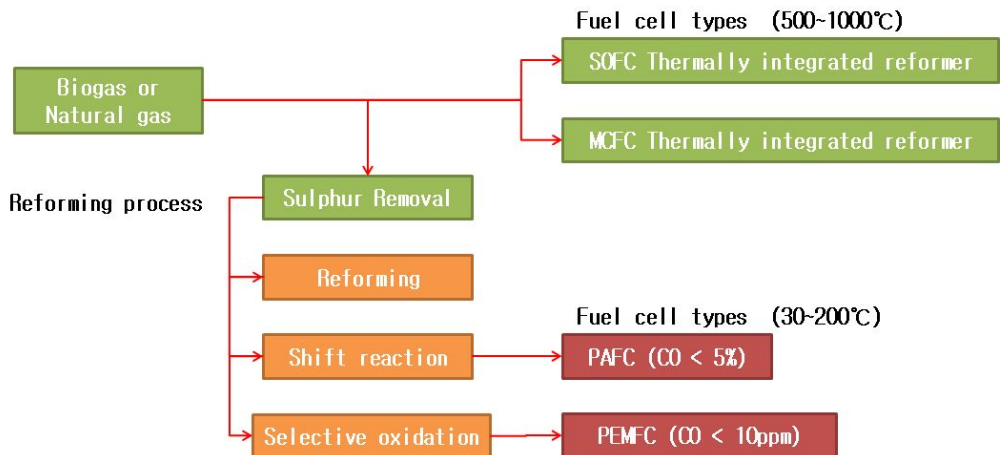 Fuel cell types (500~1000℃)
SOFC Thermally integrated reformer
Biogas or
Natural gas
MCFC Thermally integrated reformer
Reforming process
Sulphur Removal
Reforming
Fuel cell types (30~200℃)
Shift reaction
PAFC (CO < 5%)
Selective oxidation
PEMFC (CO < 10ppm)